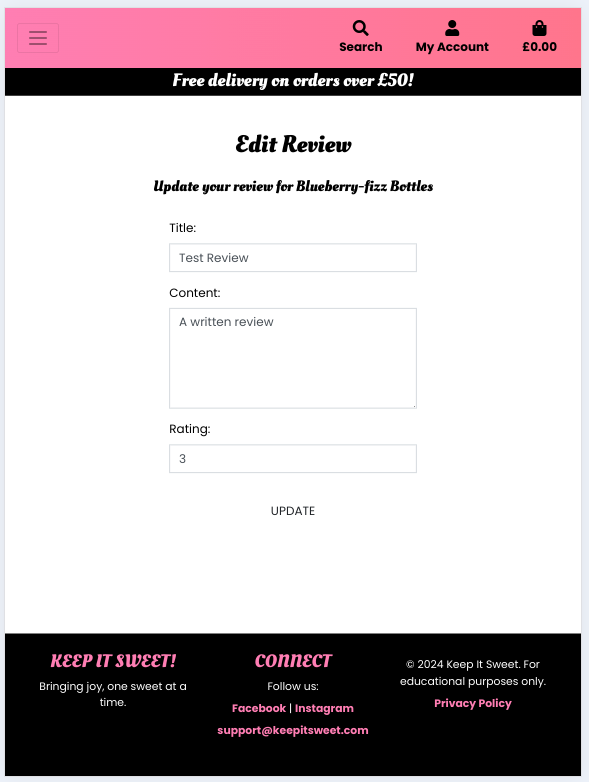 Search
My Account
£0.00
Free delivery on orders over £50!
Edit Review
Update your review for Blueberry-fizz Bottles
Title:
Test Review
Content:
A written review
Rating:
3
UPDATE
KEEP IT SWEET!
Bringing joy, one sweet at a
time.
CONNECT
Follow us:
Facebook | Instagram
support@keepitsweet.com
© 2024 Keep It Sweet. For
educational purposes only.
Privacy Policy